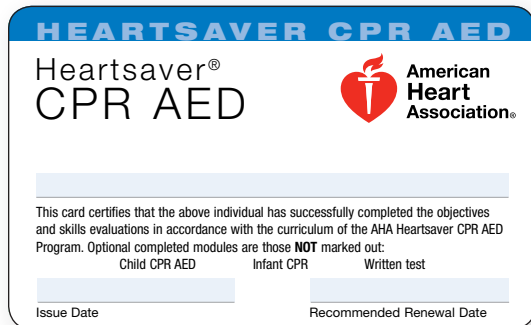 HEARTSAVER CPR AED
Heartsaver®
CPR AED
American
Heart
Association®
This card certifies that the above individual has successfully completed the objectives
and skills evaluations in accordance with the curriculum of the AHA Heartsaver CPR AED
Program. Optional completed modules are those NOT marked out:
Child CPR AED Infant CPR Written test
Issue Date Recommended Renewal Date